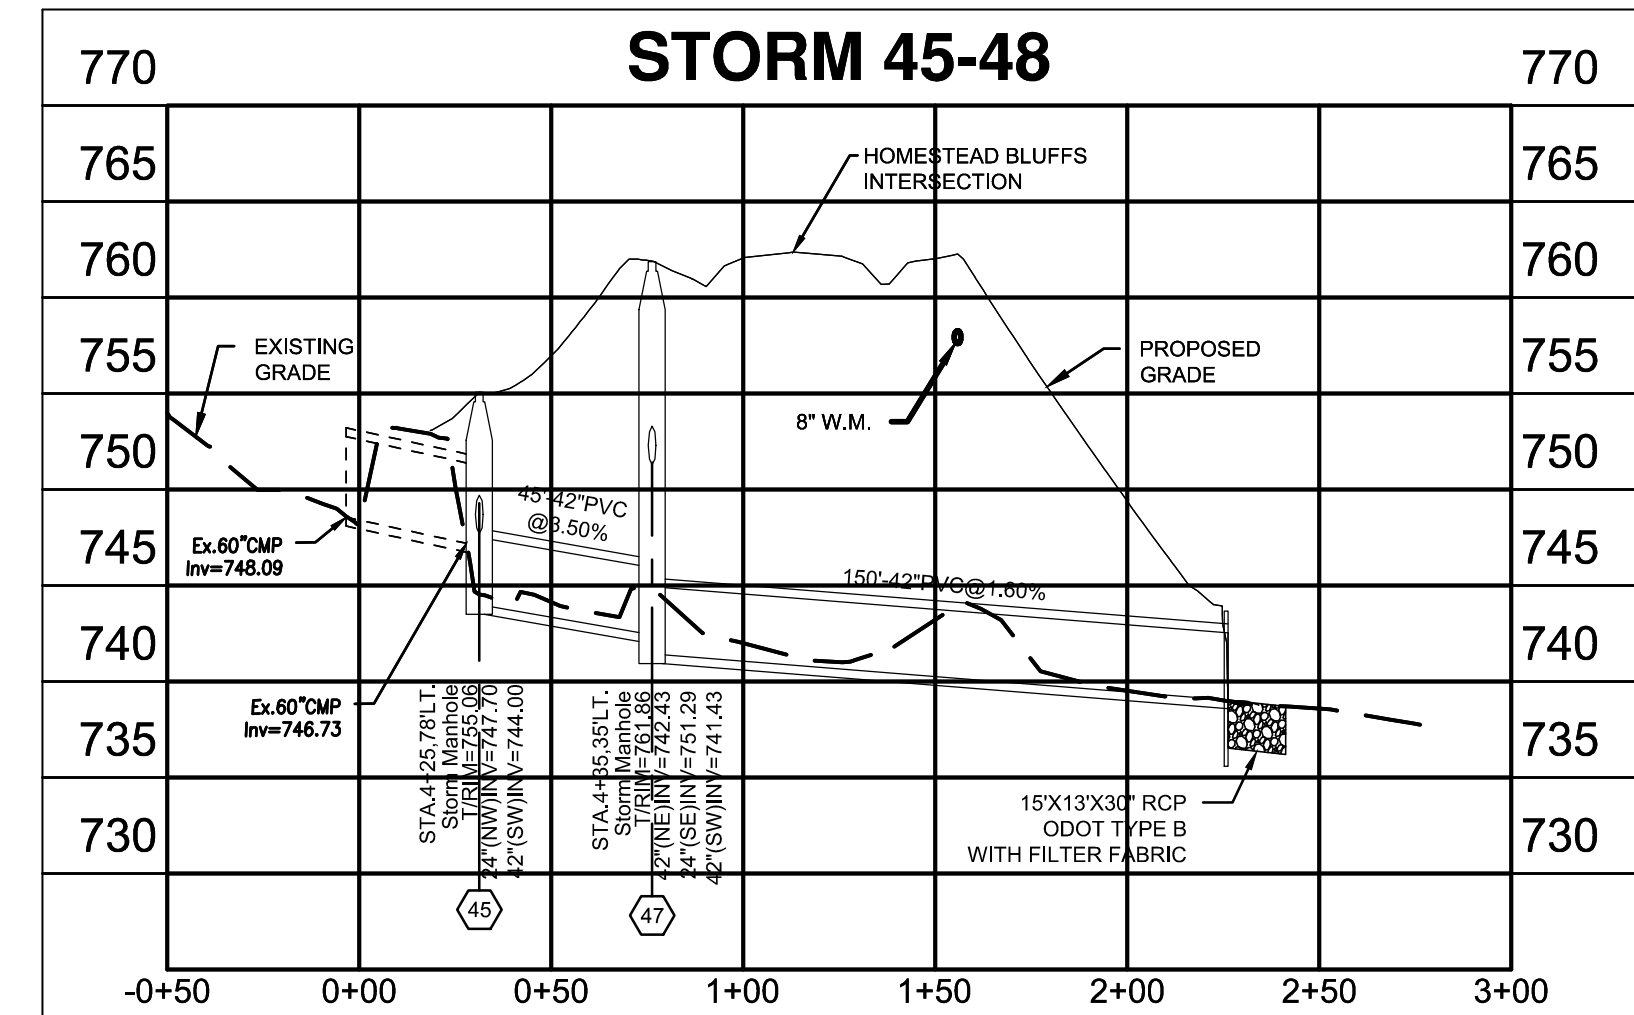 STORM 45-48
770
770
765
765
760
760
755
755
750
750
745
745
740
740
735
735
730
730
HOMESTEAD BLUFFS
INTERSECTION
EXISTING
GRADE
PROPOSED
GRADE
8" W.M.
45'-42"PVC
@3.50%
150'-42"PVC@1.60%
Ex.60"CMP
Inv=748.09
Ex.60"CMP
Inv=746.73
STA.4+25,78'LT.
Storm Manhole
T/RIM=755.06
24"(NW)INV=747.70
42"(SW)INV=744.00
STA.4+35,35'LT.
Storm Manhole
T/RIM=761.86
42"(NE)INV=742.43
24"(SE)INV=751.29
42"(SW)INV=741.43
15'X13'X30" RCP
ODOT TYPE B
WITH FILTER FABRIC
45
47
-0+50
0+00
0+50
1+00
1+50
2+00
2+50
3+00